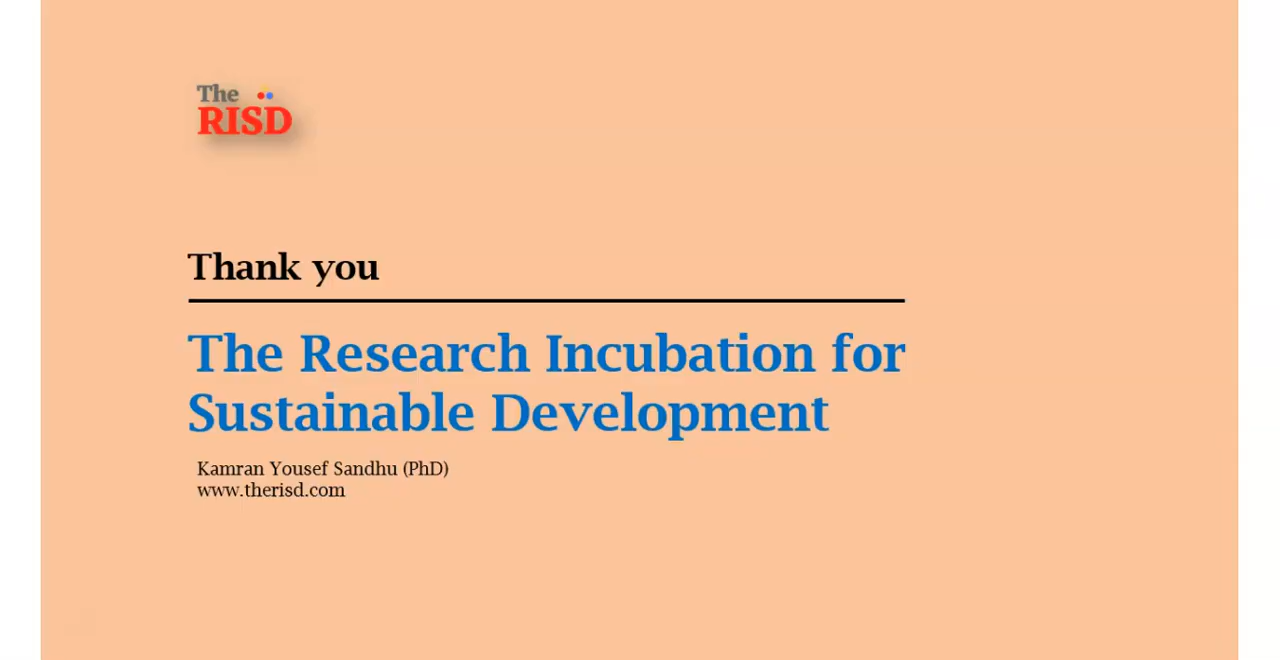 The
RISD
Thank you
The Research Incubation for
Sustainable Development
Kamran Yousef Sandhu (PhD)
www.therisd.com